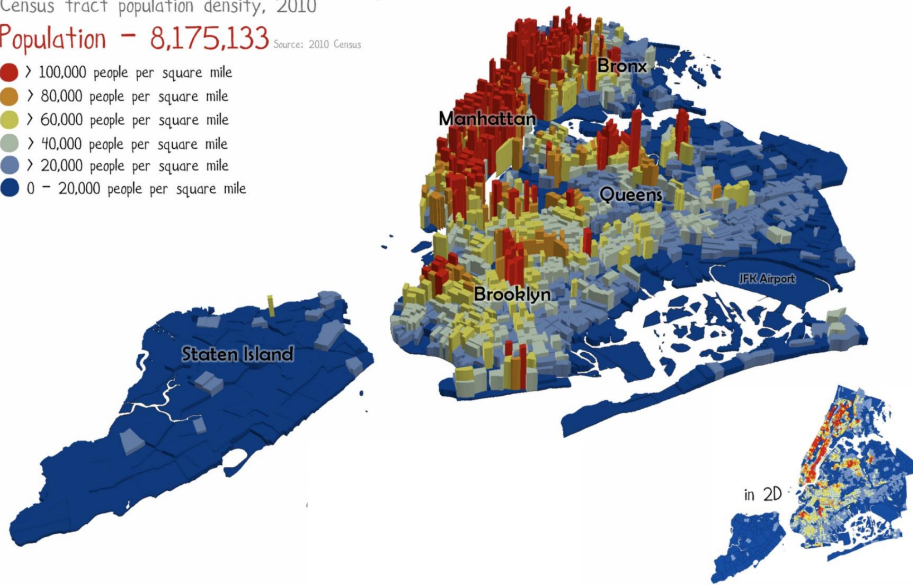 Census tract population density, 2010
Population - 8,175,133 Source: 2010 Census
> 100,000 people per square mile
> 80,000 people per square mile
> 60,000 people per square mile
> 40,000 people per square mile
> 20,000 people per square mile
0 - 20,000 people per square mile
Bronx
Manhattan
Queens
JFK Airport
Brooklyn
Staten Island
in 2D